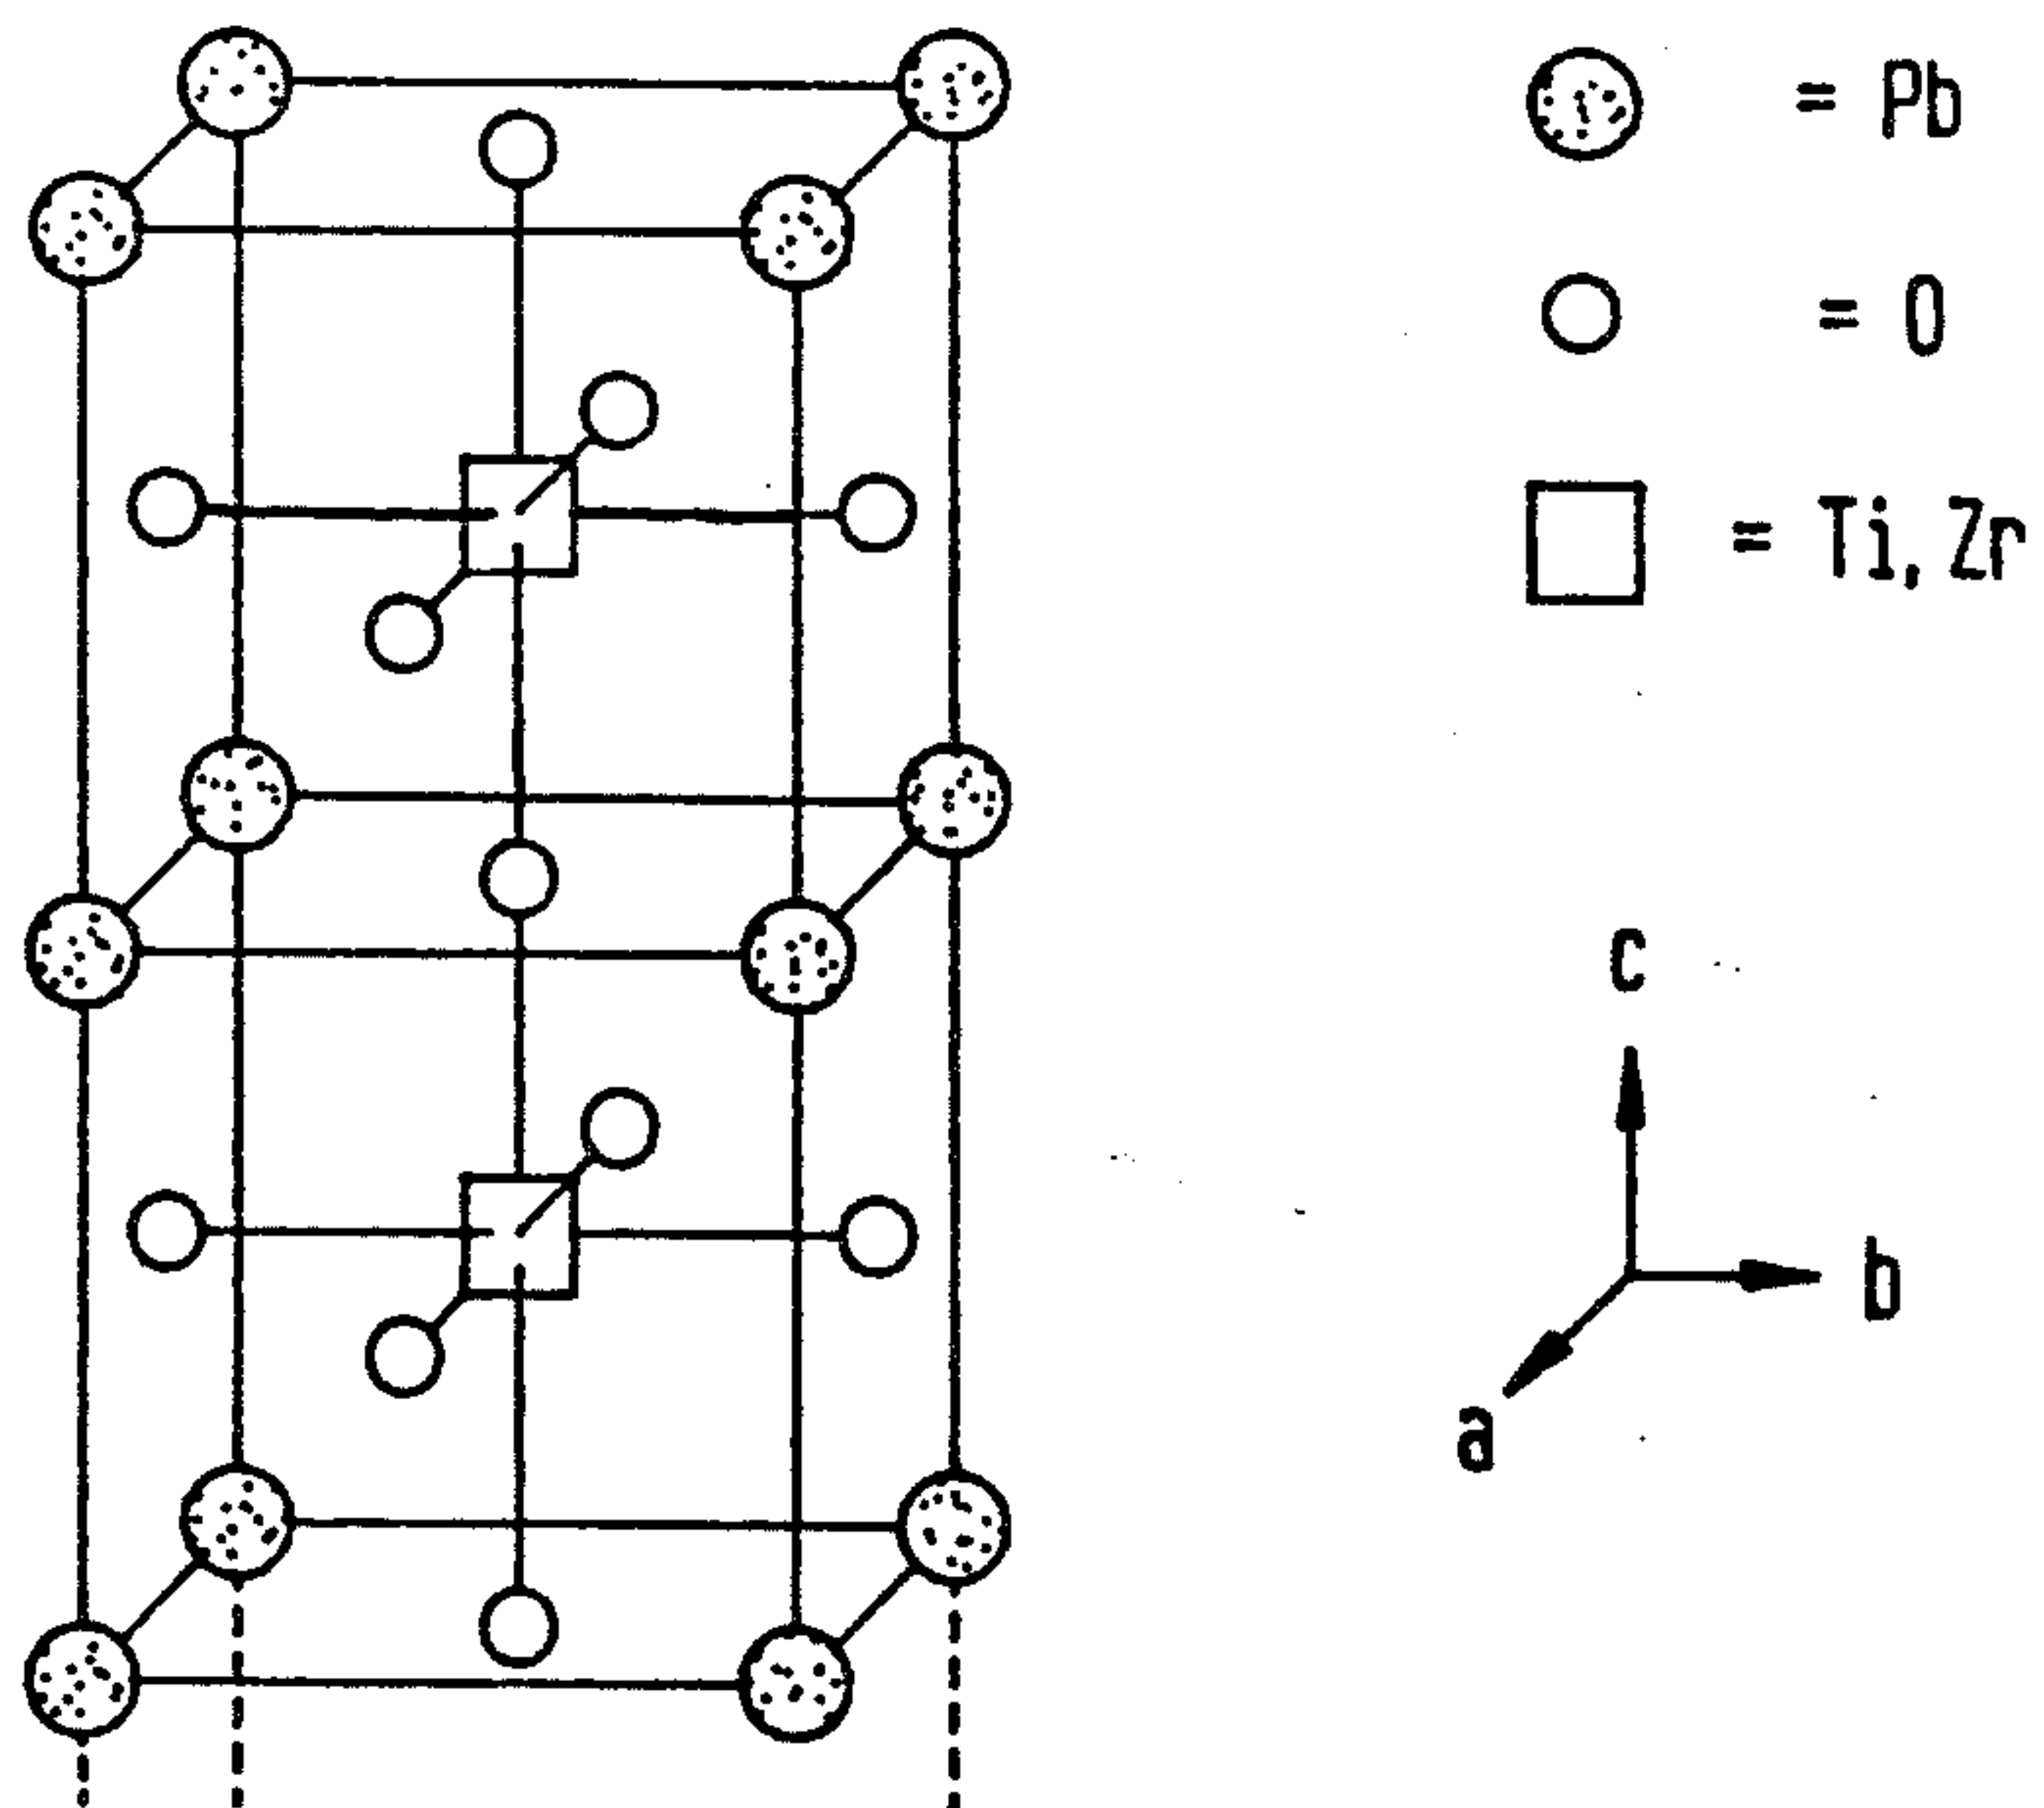 = Pb
= O
= Ti, Zr
c
b
a